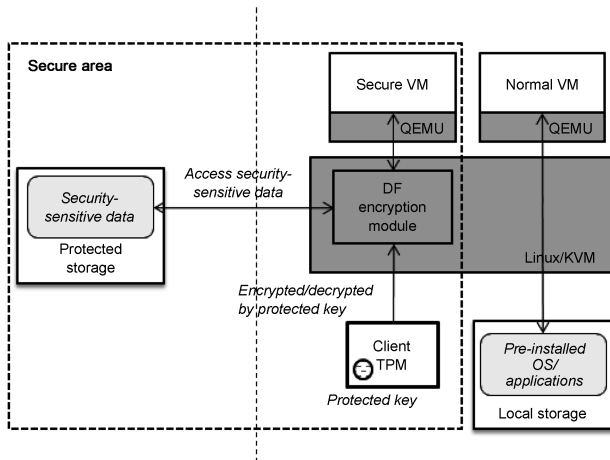 Secure area
Secure VM
QEMU
Normal VM
QEMU
Access security-
sensitive data
Security-
sensitive data
Protected
storage
DF
encryption
module
Linux/KVM
Encrypted/decrypted
by protected key
Client
TPM
Protected key
Pre-installed
OS/
applications
Local storage